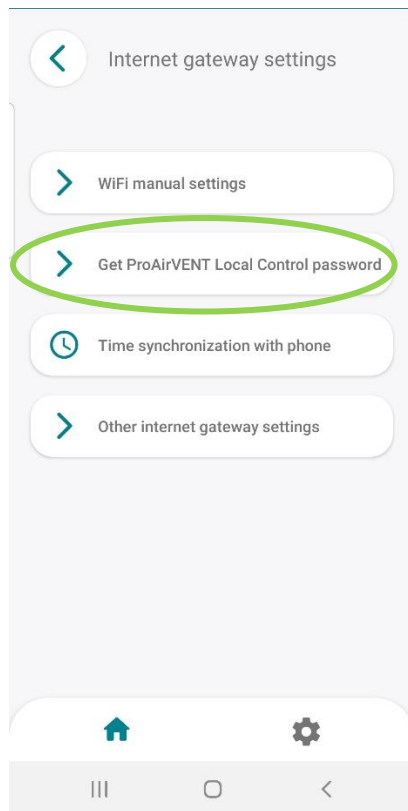 Internet gateway settings
WiFi manual settings
Get ProAirVENT Local Control password
Time synchronization with phone
Other internet gateway settings